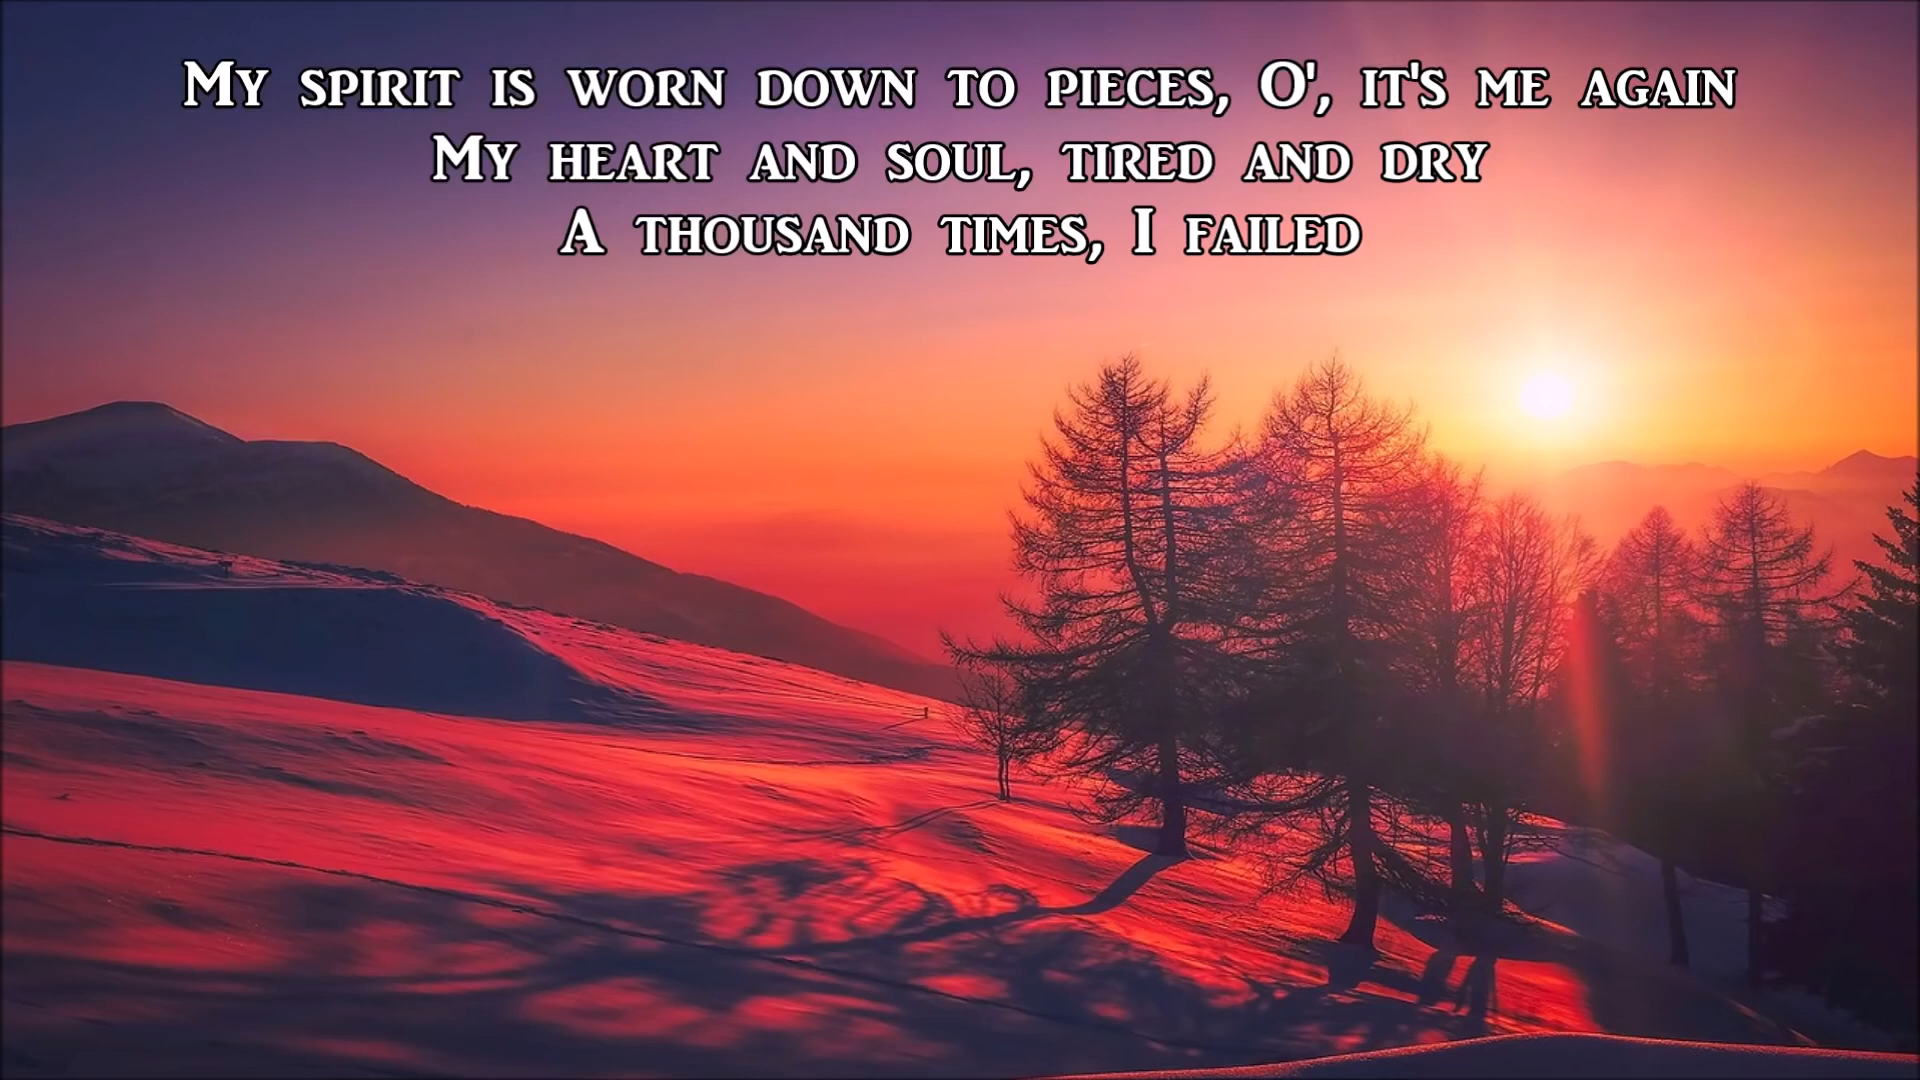 My spirit is worn down to pieces, O', it's me again
My heart and soul, tired and dry
A thousand times, I failed